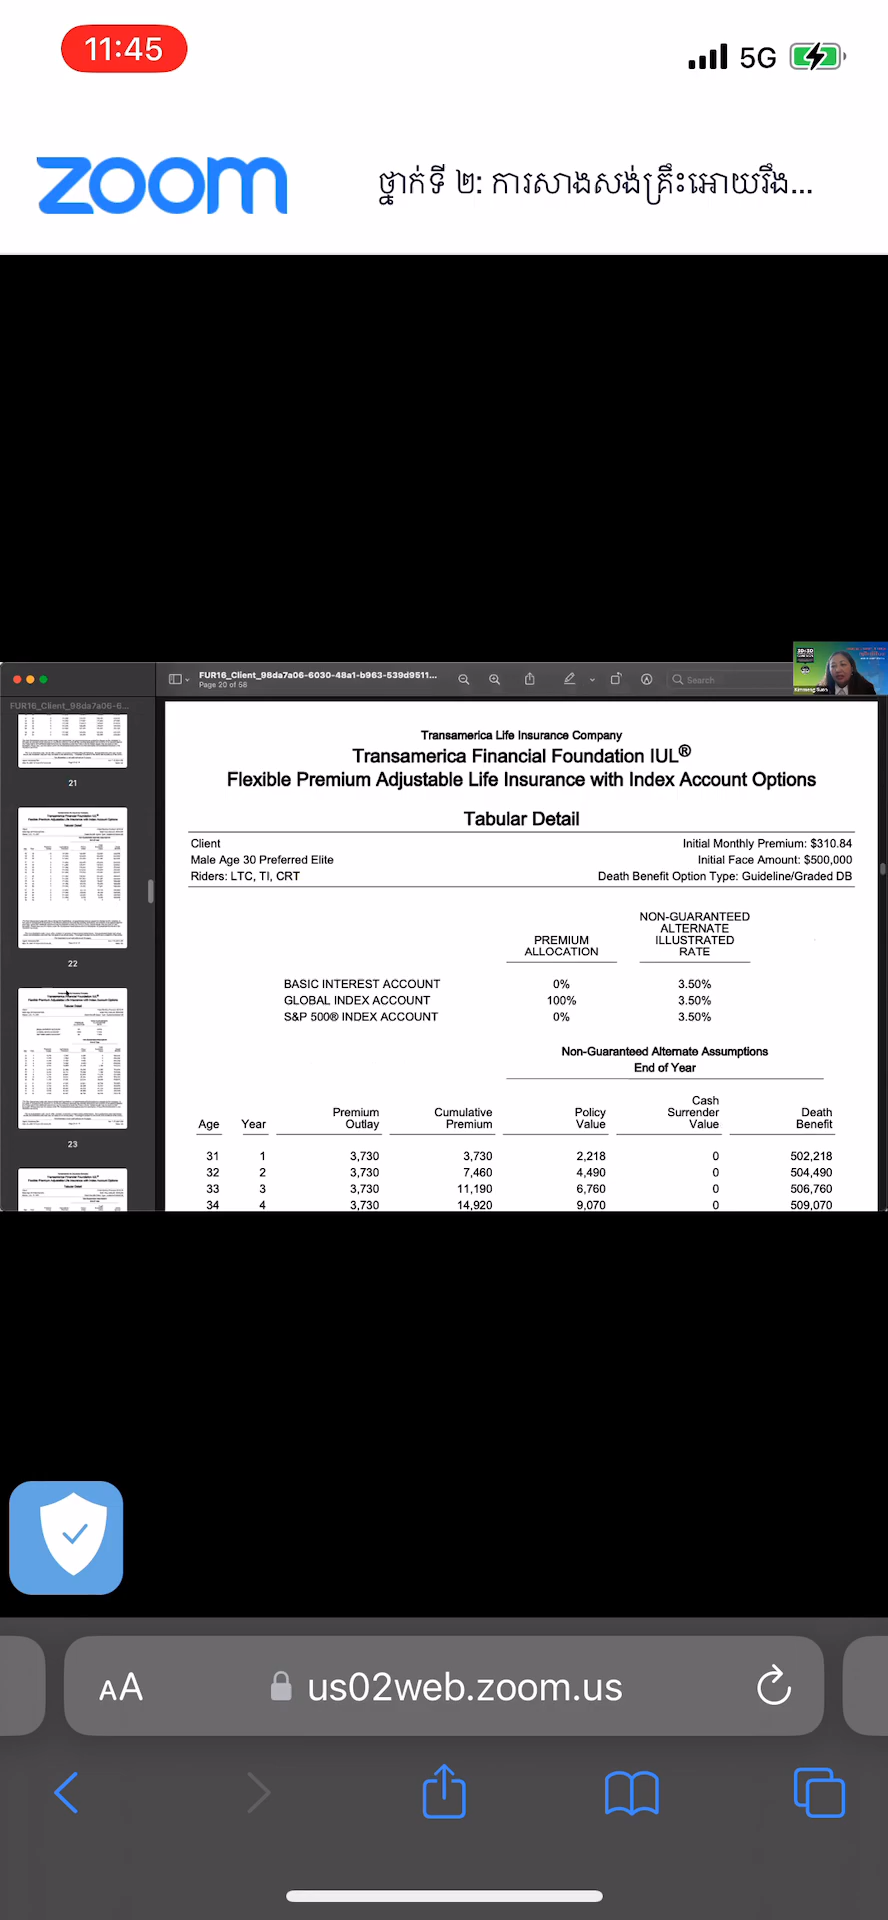 11:45
5G
zoom
ថ្នាក់ទី ២: ការសាងសង់គ្រឹះអោយរឹង...
FUR16_Client_98da7a06-6030-48a1-b963-539d9511...
Page 20 of 58
Search
FUR16_Client_98da7a06-6...
21
22
23
Transamerica Life Insurance Company
Transamerica Financial Foundation IUL®
Flexible Premium Adjustable Life Insurance with Index Account Options
Tabular Detail
Client Initial Monthly Premium: $310.84
Male Age 30 Preferred Elite Initial Face Amount: $500,000
Riders: LTC, TI, CRT Death Benefit Option Type: Guideline/Graded DB
NON-GUARANTEED
ALTERNATE
PREMIUM ILLUSTRATED
ALLOCATION RATE
BASIC INTEREST ACCOUNT 0% 3.50%
GLOBAL INDEX ACCOUNT 100% 3.50%
S&P 500® INDEX ACCOUNT 0% 3.50%
Non-Guaranteed Alternate Assumptions
End of Year
Cash
Premium Cumulative Policy Surrender Death
Age Year Outlay Premium Value Value Benefit
31 1 3,730 3,730 2,218 0 502,218
32 2 3,730 7,460 4,490 0 504,490
33 3 3,730 11,190 6,760 0 506,760
34 4 3,730 14,920 9,070 0 509,070
AA us02web.zoom.us